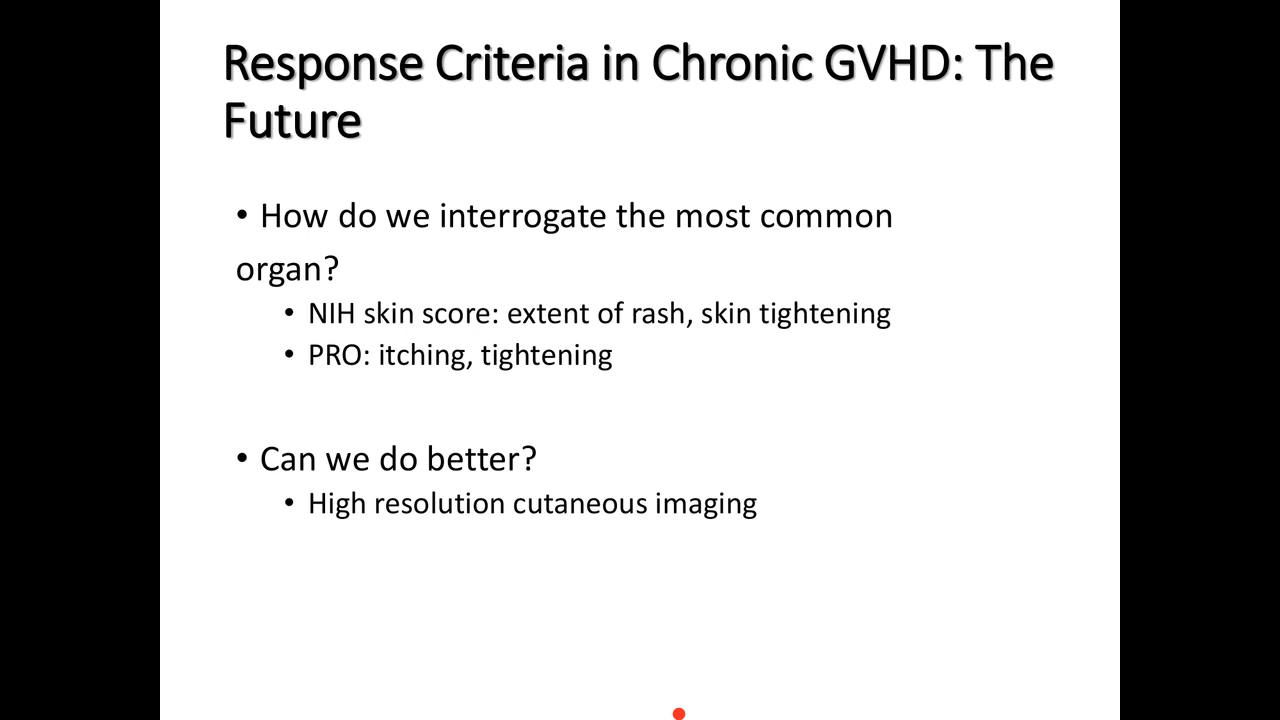 Response Criteria in Chronic GVHD: The
Future
• How do we interrogate the most common
organ?
• NIH skin score: extent of rash, skin tightening
• PRO: itching, tightening
• Can we do better?
• High resolution cutaneous imaging